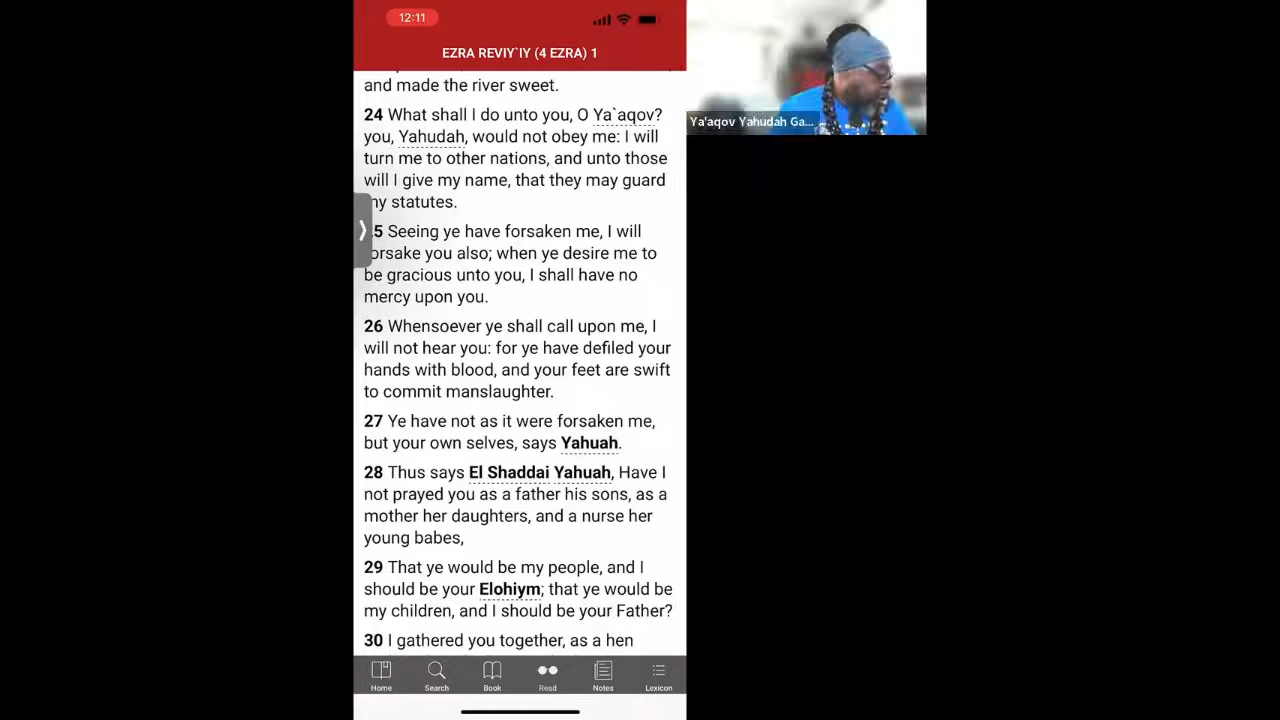 12:11
EZRA REVIY`IY (4 EZRA) 1
and made the river sweet.
24 What shall I do unto you, O Ya`aqov?
you, Yahudah, would not obey me: I will
turn me to other nations, and unto those
will I give my name, that they may guard
my statutes.
5 Seeing ye have forsaken me, I will
forsake you also; when ye desire me to
be gracious unto you, I shall have no
mercy upon you.
26 Whensoever ye shall call upon me, I
will not hear you: for ye have defiled your
hands with blood, and your feet are swift
to commit manslaughter.
27 Ye have not as it were forsaken me,
but your own selves, says Yahuah.
28 Thus says El Shaddai Yahuah, Have I
not prayed you as a father his sons, as a
mother her daughters, and a nurse her
young babes,
29 That ye would be my people, and I
should be your Elohiym; that ye would be
my children, and I should be your Father?
30 I gathered you together, as a hen
Home Search Book Read Notes Lexicon
Ya'aqov Yahudah Ga...